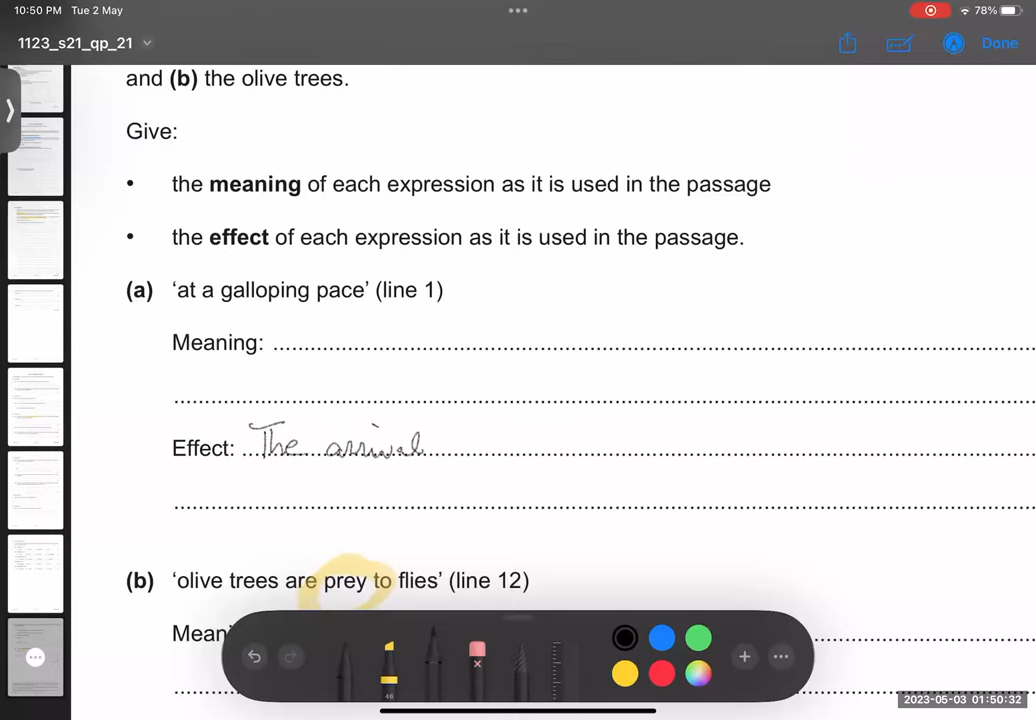 10:50 PM Tue 2 May
78%
1123_s21_qp_21
Done
and (b) the olive trees.
Give:
• the meaning of each expression as it is used in the passage
• the effect of each expression as it is used in the passage.
(a) ‘at a galloping pace’ (line 1)
Meaning: ..........................................................................................
..........................................................................................
Effect: The arrival
..........................................................................................
(b) ‘olive trees are prey to flies’ (line 12)
Meani
46
2023-05-03 01:50:32